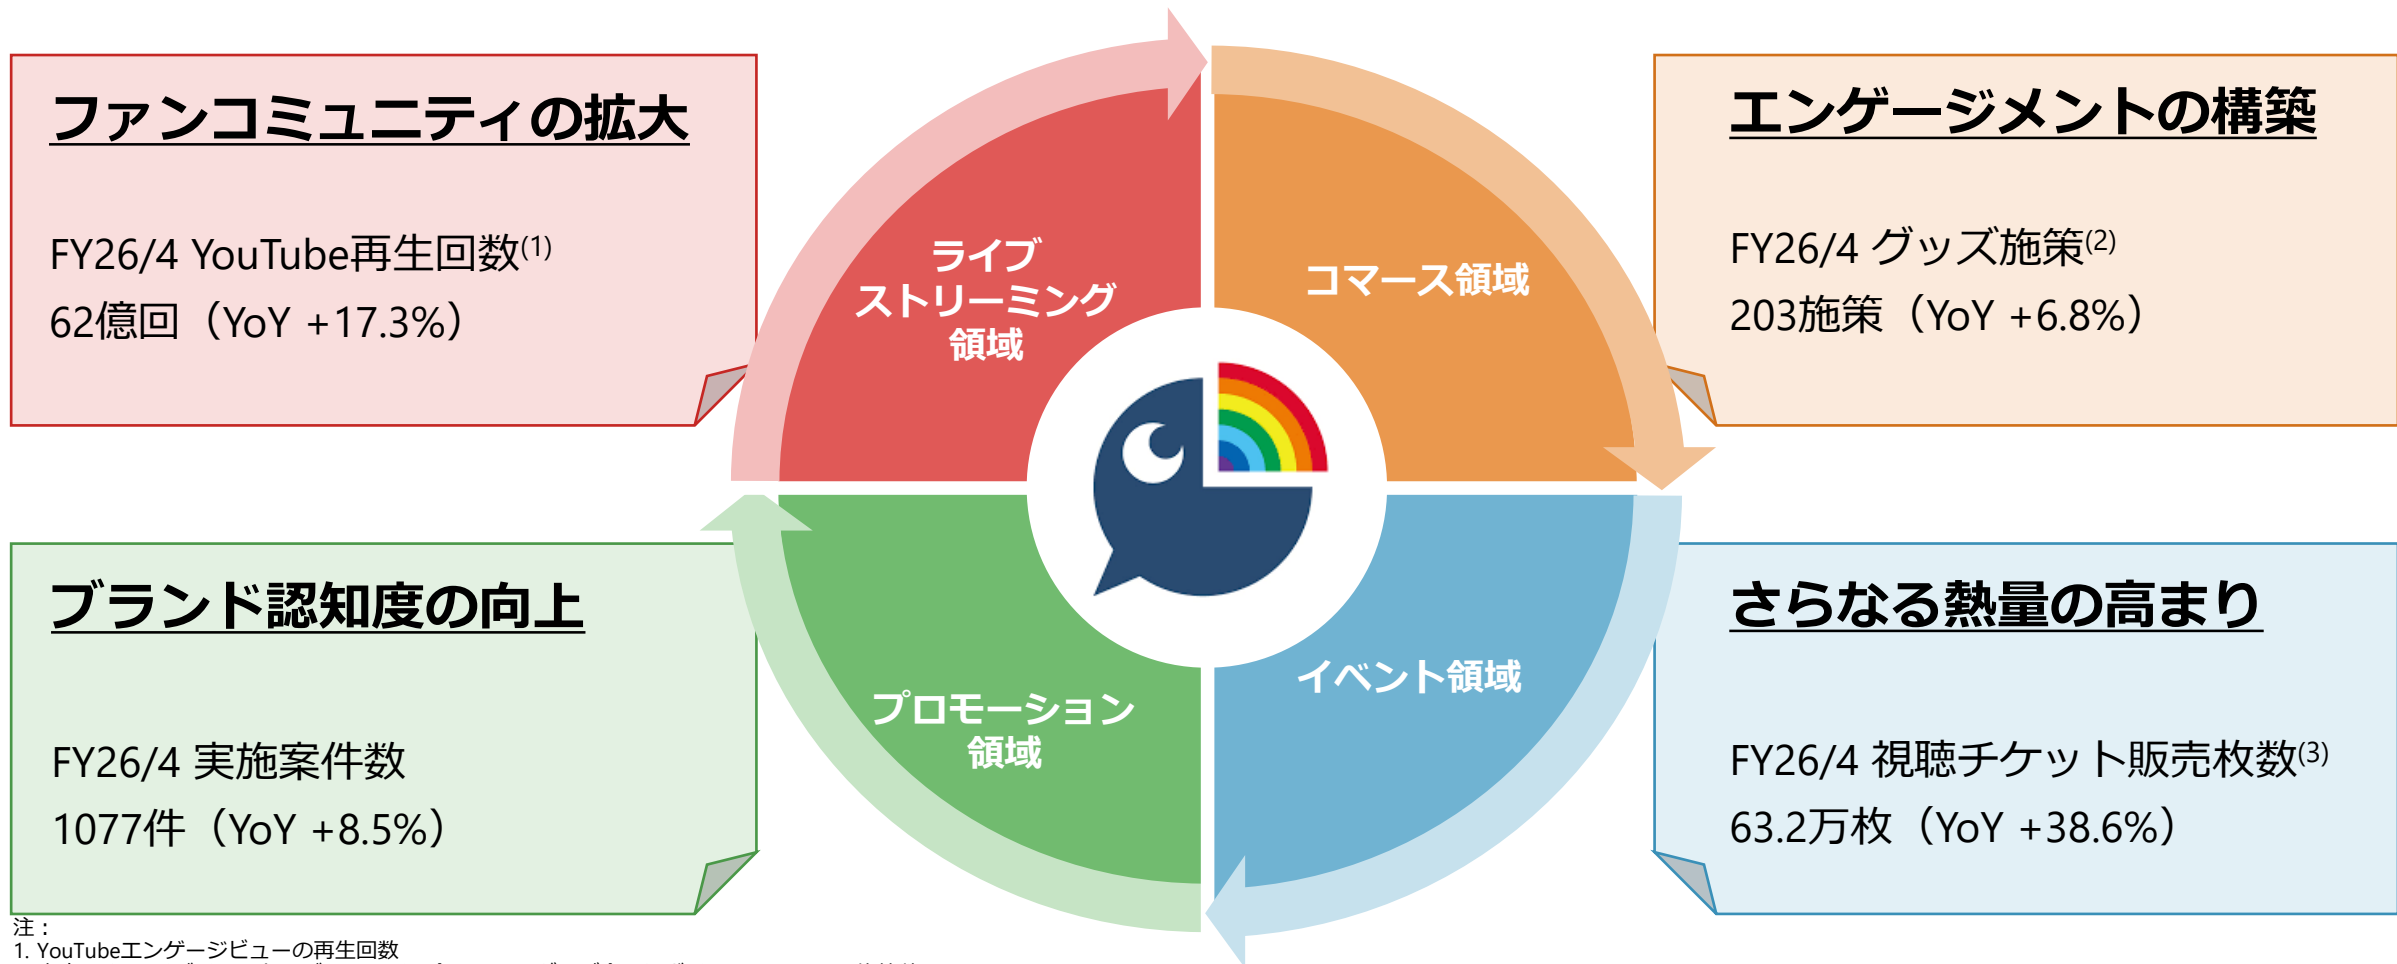 ファンコミュニティの拡大
FY26/4 YouTube再生回数(1)
62億回（YoY +17.3%）
エンゲージメントの構築
FY26/4 グッズ施策(2)
203施策（YoY +6.8%）
ライブ
ストリーミング
領域
コマース領域
プロモーション
領域
イベント領域
ブランド認知度の向上
FY26/4 実施案件数
1077件（YoY +8.5%）
さらなる熱量の高まり
FY26/4 視聴チケット販売枚数(3)
63.2万枚（YoY +38.6%）
注：
1. YouTubeエンゲージビューの再生回数